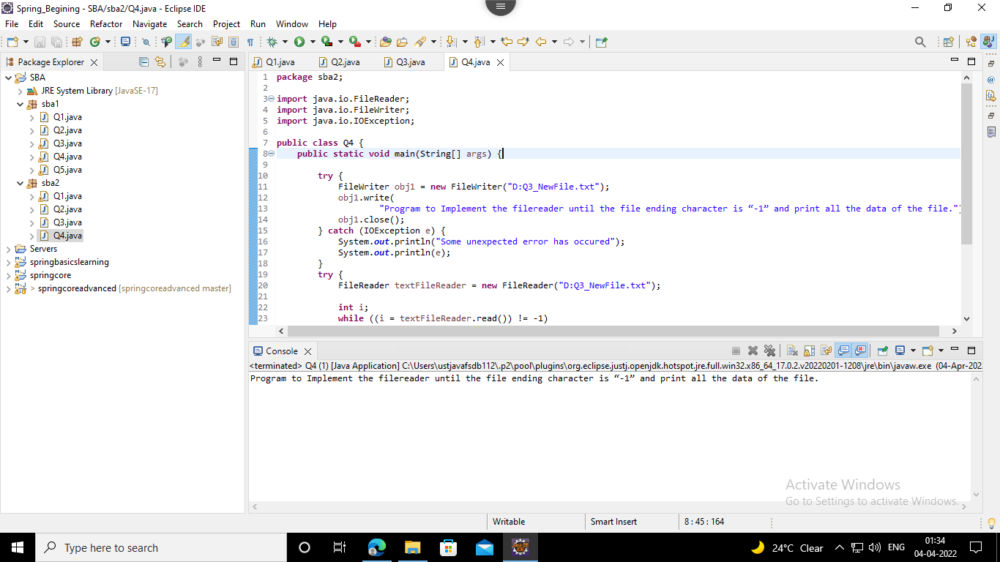 Spring_Begining - SBA/sba2/Q4.java - Eclipse IDE
File Edit Source Refactor Navigate Search Project Run Window Help
Package Explorer
SBA
JRE System Library [JavaSE-17]
sba1
Q1.java
Q2.java
Q3.java
Q4.java
Q5.java
sba2
Q1.java
Q2.java
Q3.java
Q4.java
Servers
springbasicslearning
springcore
> springcoreadvanced [springcoreadvanced master]
Q1.java Q2.java Q3.java Q4.java
1 package sba2;
2
3 import java.io.FileReader;
4 import java.io.FileWriter;
5 import java.io.IOException;
6
7 public class Q4 {
8 public static void main(String[] args) {
9
10 try {
11 FileWriter obj1 = new FileWriter("D:Q3_NewFile.txt");
12 obj1.write(
13 "Program to Implement the filereader until the file ending character is “-1” and print all the data of the file.")
14 obj1.close();
15 } catch (IOException e) {
16 System.out.println("Some unexpected error has occured");
17 System.out.println(e);
18 }
19 try {
20 FileReader textFileReader = new FileReader("D:Q3_NewFile.txt");
21
22 int i;
23 while ((i = textFileReader.read()) != -1)
Console
<terminated> Q4 (1) [Java Application] C:\Users\ustjavafsdb112\.p2\pool\plugins\org.eclipse.justj.openjdk.hotspot.jre.full.win32.x86_64_17.0.2.v20220201-1208\jre\bin\javaw.exe (04-Apr-202
Program to Implement the filereader until the file ending character is “-1” and print all the data of the file.
Activate Windows
Go to Settings to activate Windows.
Writable Smart Insert 8 : 45 : 164
Type here to search
24°C Clear
ENG
01:34
04-04-2022